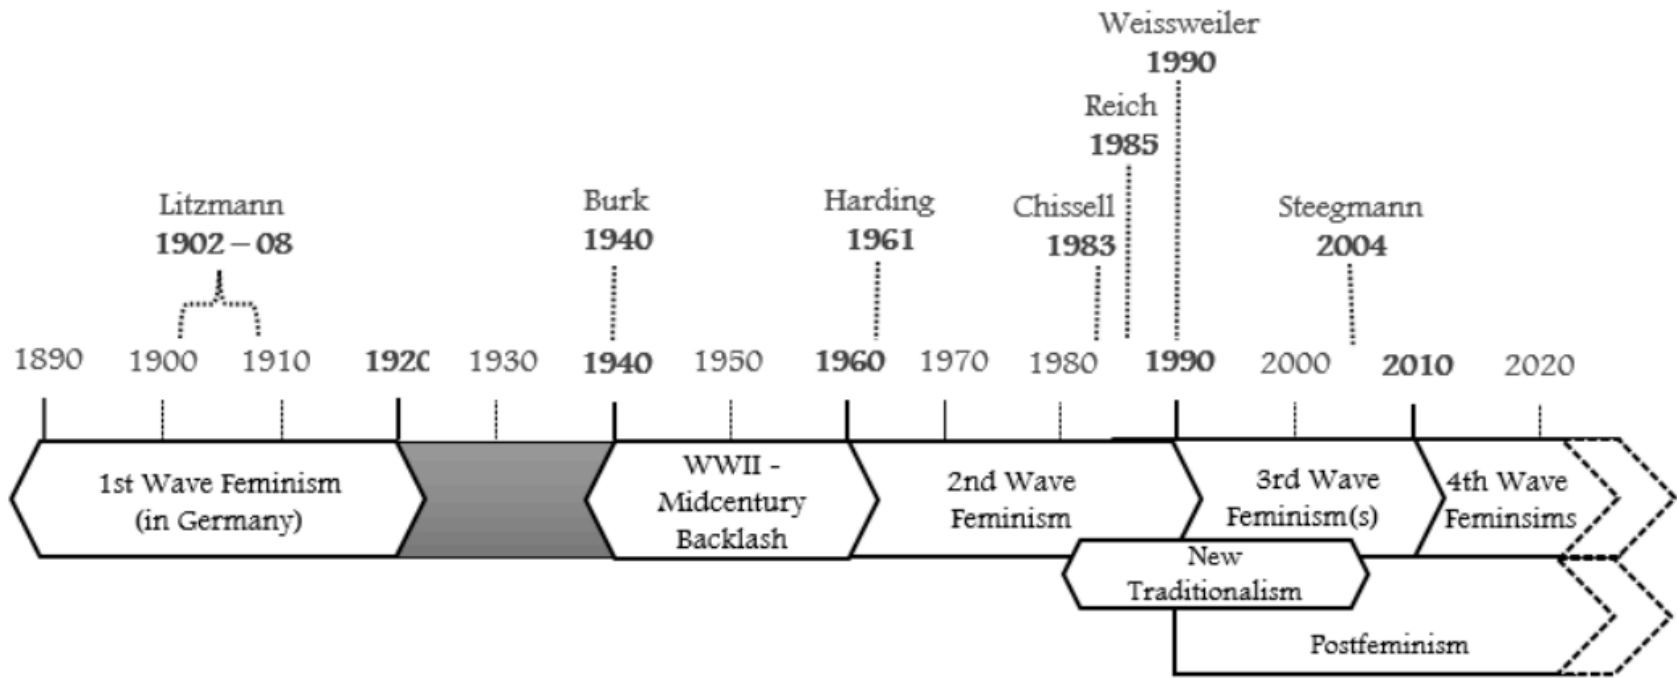 Weissweiler
1990
Reich
1985
Litzmann
1902 – 08
Burk
1940
Harding
1961
Chissell
1983
Steegmann
2004
1890 1900 1910 1920 1930 1940 1950 1960 1970 1980 1990 2000 2010 2020
1st Wave Feminism
(in Germany)
WWII -
Midcentury
Backlash
2nd Wave
Feminism
3rd Wave
Feminism(s)
4th Wave
Feminsims
New
Traditionalism
Postfeminism